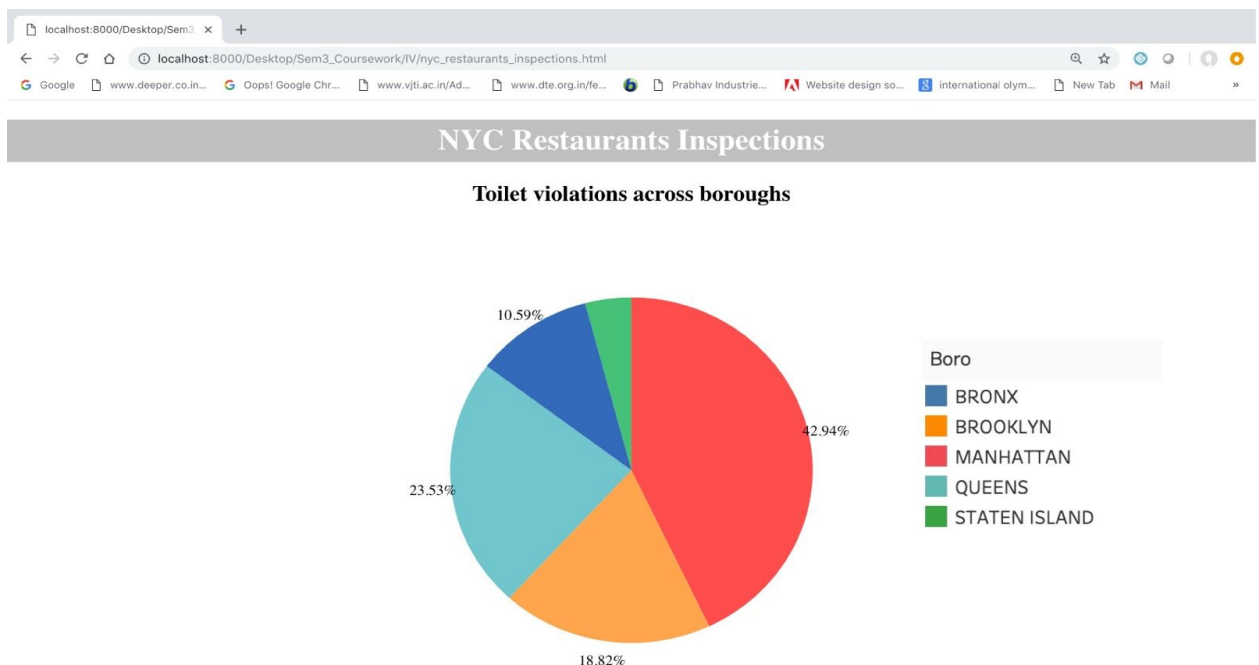 localhost:8000/Desktop/Sem3
localhost:8000/Desktop/Sem3_Coursework/IV/nyc_restaurants_inspections.html
Google www.deeper.co.in... Oops! Google Chr... www.vjti.ac.in/Ad... www.dte.org.in/fe... Prabhav Industrie... Website design so... international olym... New Tab Mail »
NYC Restaurants Inspections
Toilet violations across boroughs
10.59%
42.94%
23.53%
18.82%
Boro
BRONX
BROOKLYN
MANHATTAN
QUEENS
STATEN ISLAND